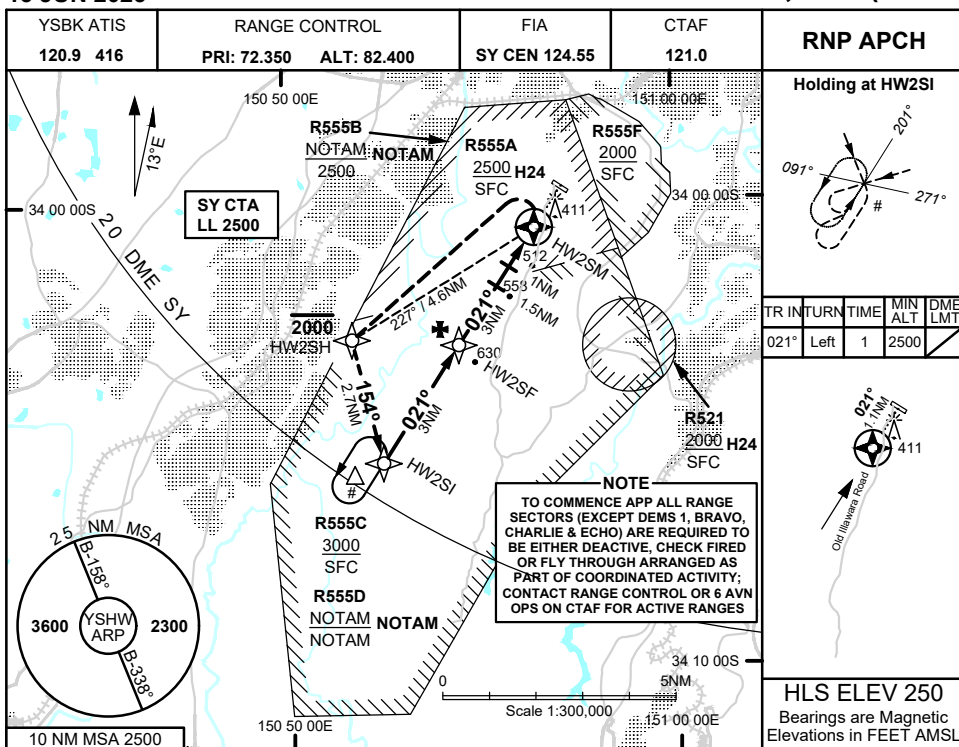 YSBK ATIS
120.9 416
RANGE CONTROL
PRI: 72.350 ALT: 82.400
FIA
SY CEN 124.55
CTAF
121.0
RNP APCH
150 50 00E
151 00 00E
13°E
R555B
NOTAM
2500
NOTAM
R555A
2500
SFC
H24
R555F
2000
SFC
34 00 00S
34 00 00S
SY CTA
LL 2500
20 DME SY
411
512
HW2SM
558
1NM
1.5NM
021°
3NM
227° / 4.6NM
2000
HW2SH
630
HW2SF
154°
2.7NM
021°
3NM
HW2SI
#
R521
2000
SFC
H24
R555C
3000
SFC
R555D
NOTAM
NOTAM
NOTAM
NOTE
TO COMMENCE APP ALL RANGE
SECTORS (EXCEPT DEMS 1, BRAVO,
CHARLIE & ECHO) ARE REQUIRED TO
BE EITHER DEACTIVE, CHECK FIRED
OR FLY THROUGH ARRANGED AS
PART OF COORDINATED ACTIVITY;
CONTACT RANGE CONTROL OR 6 AVN
OPS ON CTAF FOR ACTIVE RANGES
25 NM MSA
B-158°
3600
YSHW
ARP
2300
B-338°
10 NM MSA 2500
34 10 00S
0
5NM
Scale 1:300,000
150 50 00E
151 00 00E
Holding at HW2SI
201°
091°
271°
#
TR IN TURN TIME MIN ALT DME LMT
021° Left 1 2500
021°
1.1NM
411
Old Illawara Road
HLS ELEV 250
Bearings are Magnetic
Elevations in FEET AMSL